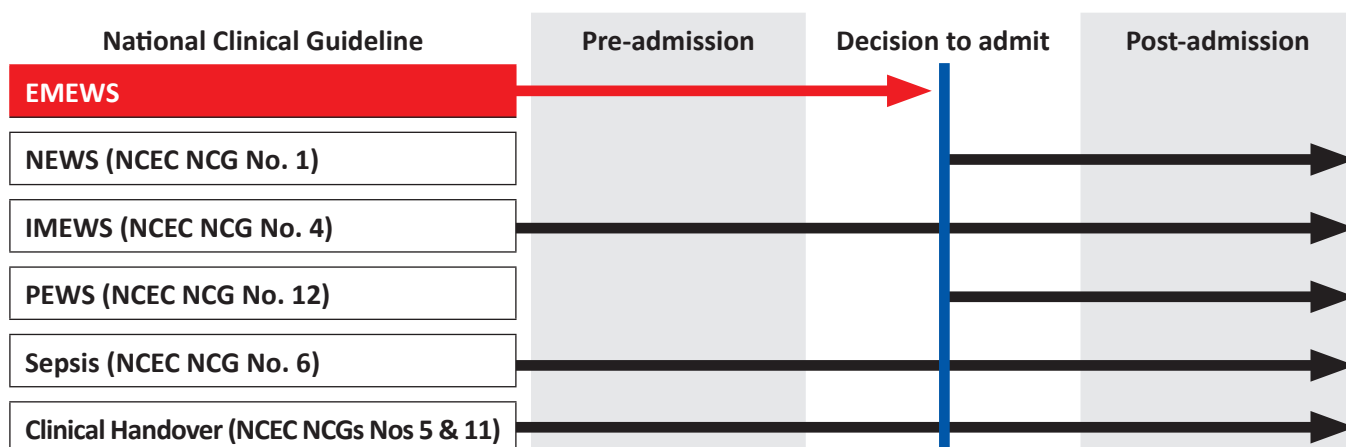 National Clinical Guideline Pre-admission Decision to admit Post-admission
EMEWS
NEWS (NCEC NCG No. 1)
IMEWS (NCEC NCG No. 4)
PEWS (NCEC NCG No. 12)
Sepsis (NCEC NCG No. 6)
Clinical Handover (NCEC NCGs Nos 5 & 11)